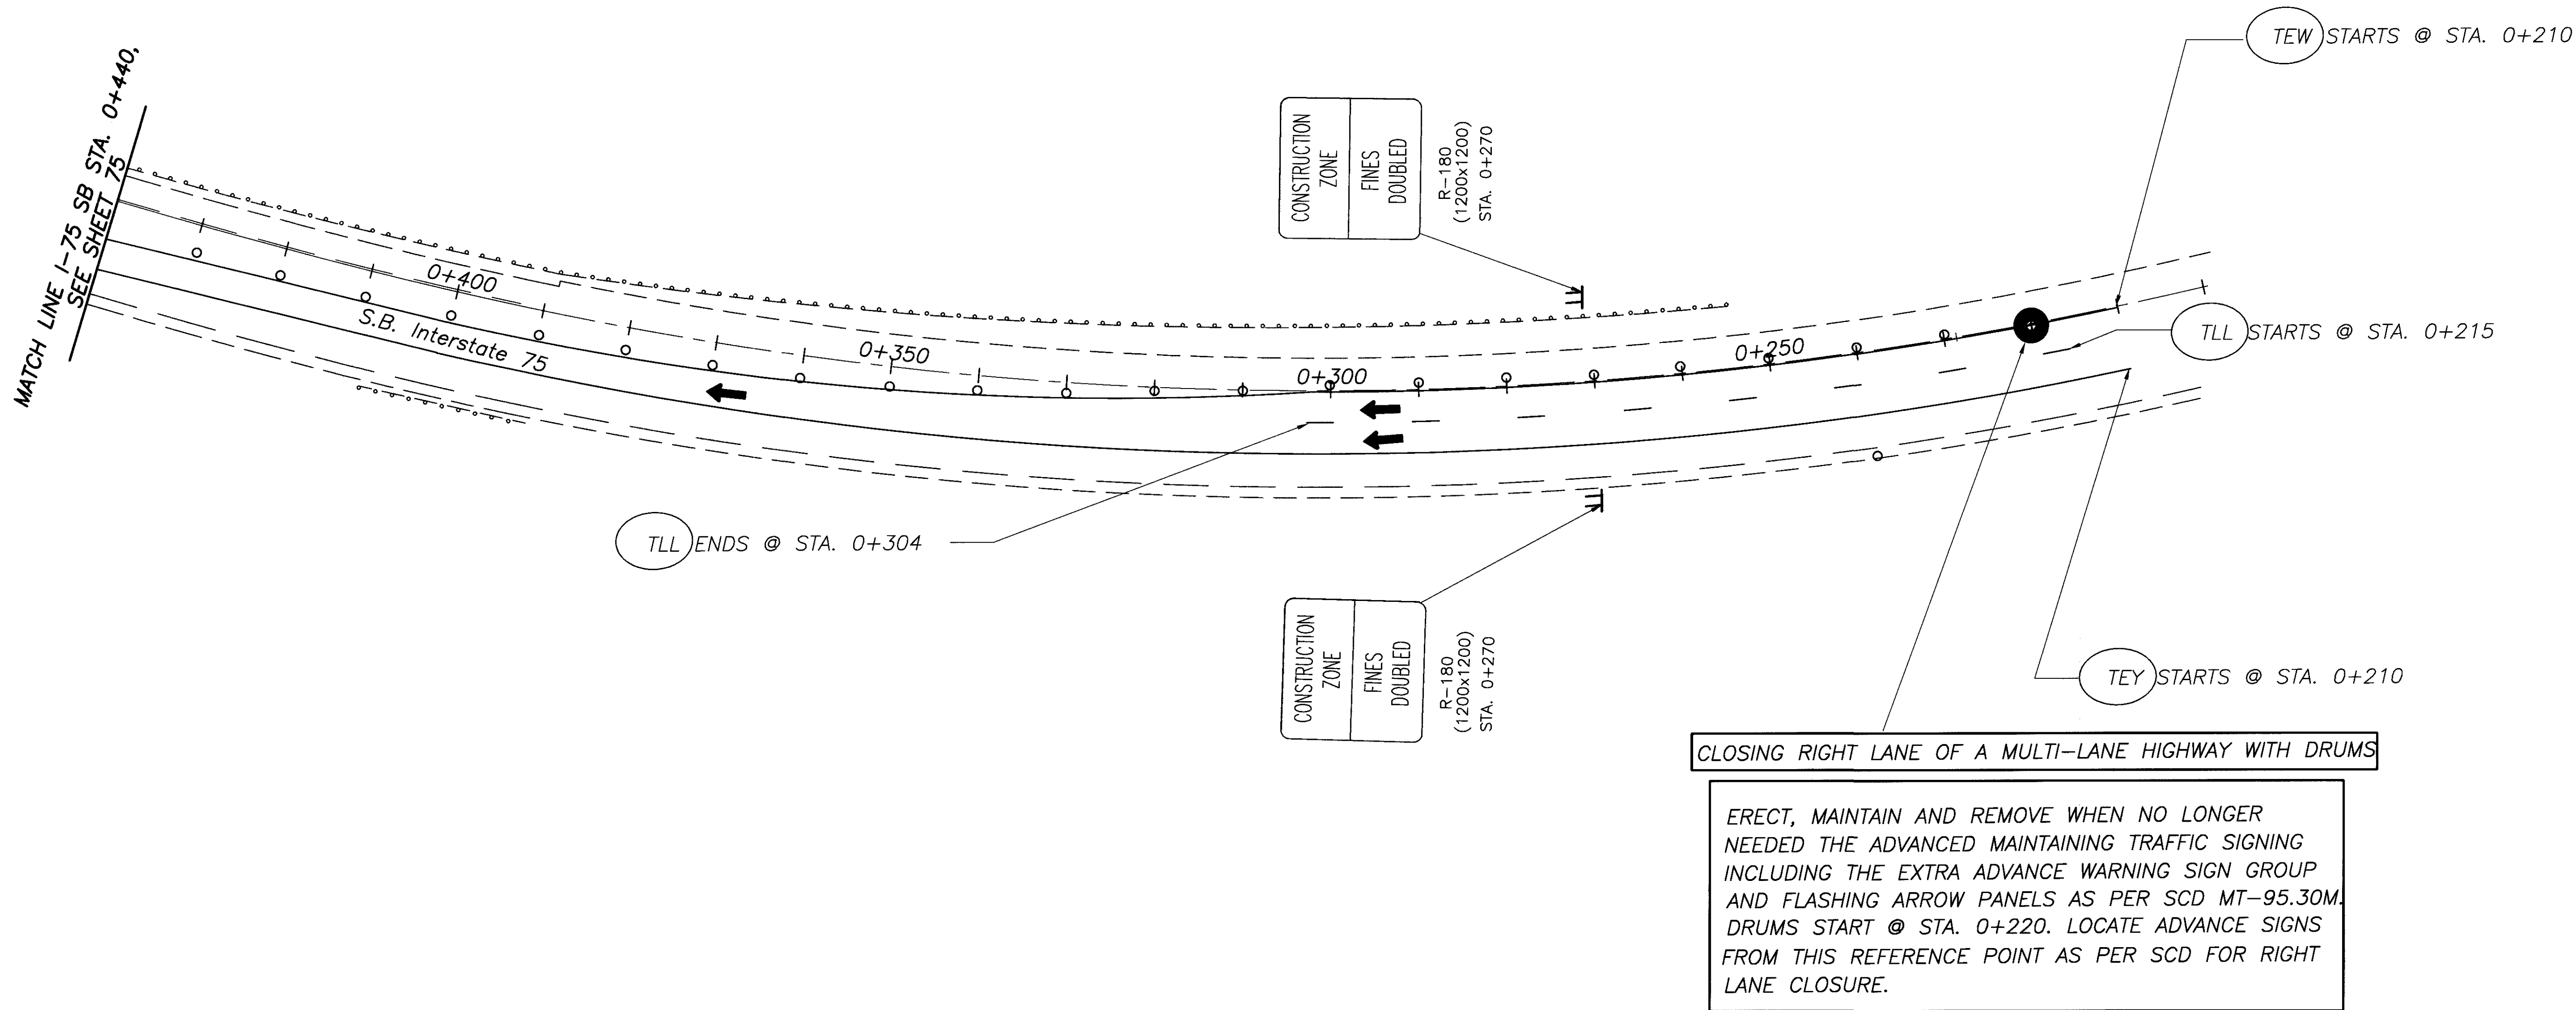 TEW STARTS @ STA. 0+210
MATCH LINE I-75 SB STA. 0+440,
SEE SHEET 75
CONSTRUCTION
ZONE
FINES
DOUBLED
R-180
(1200x1200)
STA. 0+270
0+400
S.B. Interstate 75
0+350
0+300
0+250
TLL STARTS @ STA. 0+215
TLL ENDS @ STA. 0+304
CONSTRUCTION
ZONE
FINES
DOUBLED
R-180
(1200x1200)
STA. 0+270
TEY STARTS @ STA. 0+210
CLOSING RIGHT LANE OF A MULTI-LANE HIGHWAY WITH DRUMS
ERECT, MAINTAIN AND REMOVE WHEN NO LONGER
NEEDED THE ADVANCED MAINTAINING TRAFFIC SIGNING
INCLUDING THE EXTRA ADVANCE WARNING SIGN GROUP
AND FLASHING ARROW PANELS AS PER SCD MT-95.30M.
DRUMS START @ STA. 0+220. LOCATE ADVANCE SIGNS
FROM THIS REFERENCE POINT AS PER SCD FOR RIGHT
LANE CLOSURE.